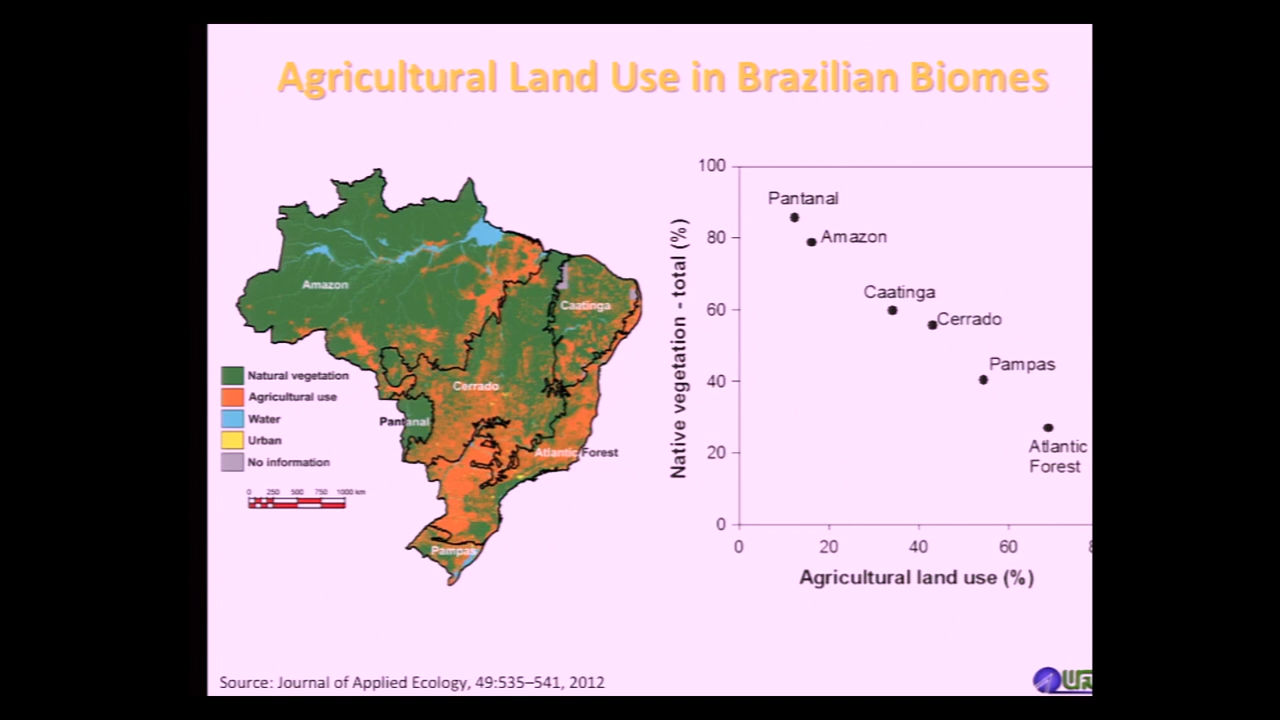 Agricultural Land Use in Brazilian Biomes
Amazon
Caatinga
Cerrado
Pantanal
Atlantic Forest
Pampas
Natural vegetation
Agricultural use
Water
Urban
No information
0 250 500 750 1000 km
Native vegetation - total (%)
100
80
60
40
20
0
Pantanal
Amazon
Caatinga
Cerrado
Pampas
Atlantic
Forest
0 20 40 60
Agricultural land use (%)
Source: Journal of Applied Ecology, 49:535–541, 2012